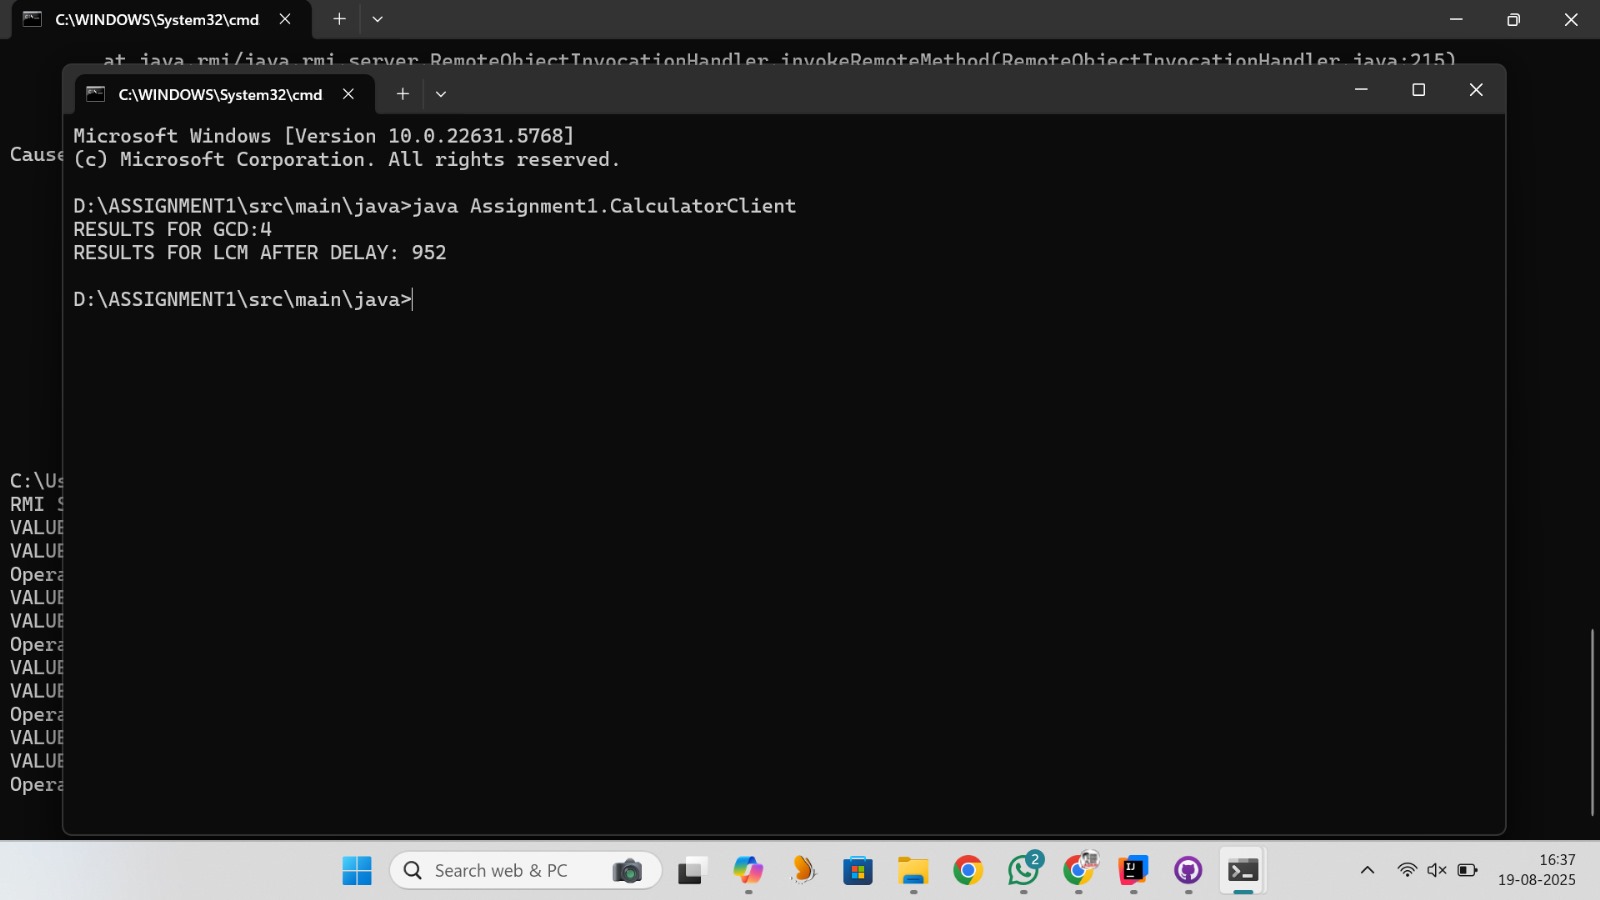 C:\WINDOWS\System32\cmd
at java.rmi/java.rmi.server.RemoteObjectInvocationHandler.invokeRemoteMethod(RemoteObjectInvocationHandler.java:215)
C:\WINDOWS\System32\cmd
Microsoft Windows [Version 10.0.22631.5768]
Cause
(c) Microsoft Corporation. All rights reserved.
D:\ASSIGNMENT1\src\main\java>java Assignment1.CalculatorClient
RESULTS FOR GCD:4
RESULTS FOR LCM AFTER DELAY: 952
D:\ASSIGNMENT1\src\main\java>
C:\Us
RMI S
VALUE
VALUE
Opera
VALUE
VALUE
Opera
VALUE
VALUE
Opera
VALUE
VALUE
Opera
Search web & PC
2
16:37
19-08-2025